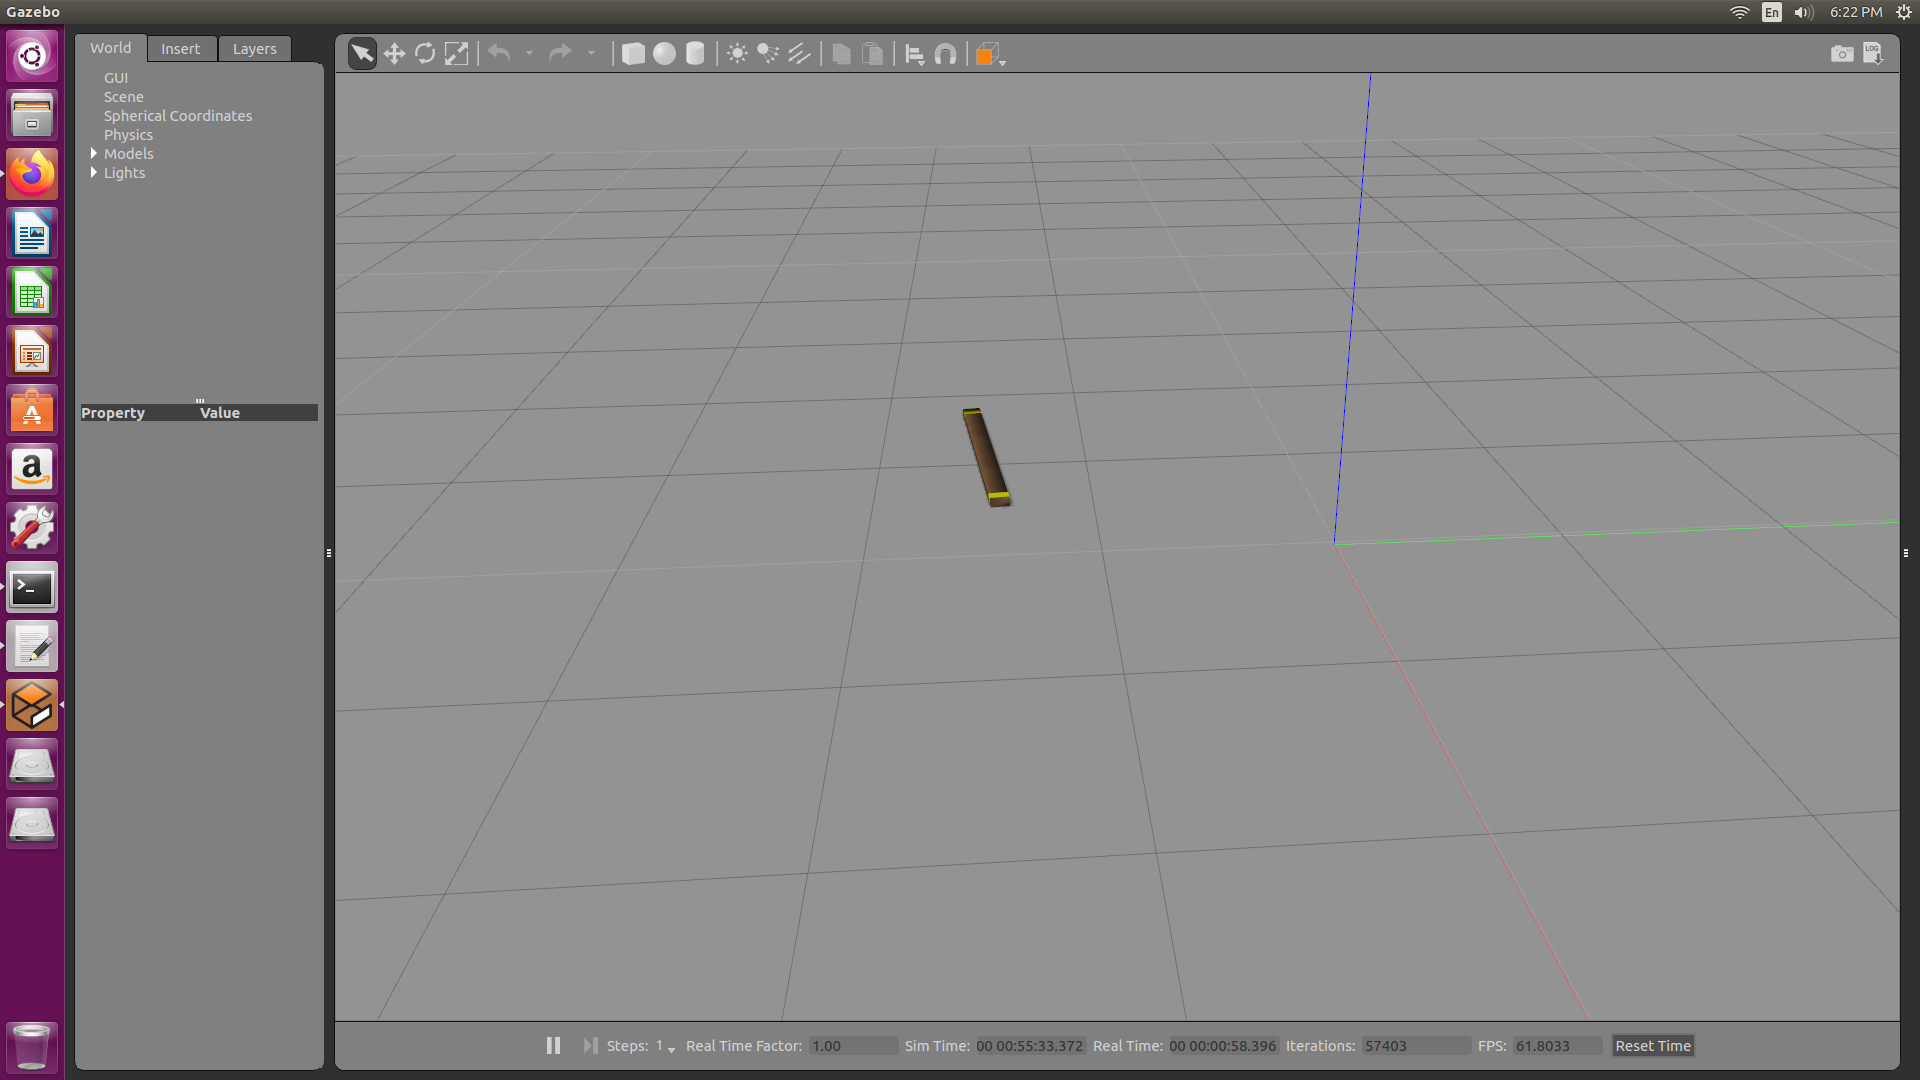 Gazebo
En
6:22 PM
World Insert Layers
LOG
GUI
Scene
Spherical Coordinates
Physics
Models
Lights
Property Value
Steps: 1 Real Time Factor: 1.00 Sim Time: 00 00:55:33.372 Real Time: 00 00:00:58.396 Iterations: 57403 FPS: 61.8033 Reset Time